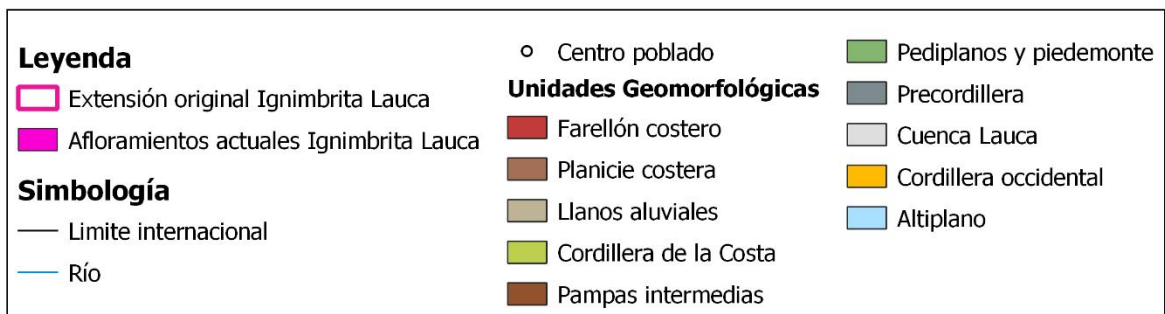 Leyenda
Extensión original Ignimbrita Lauca
Afloramientos actuales Ignimbrita Lauca
Simbología
Limite internacional
Río
Centro poblado
Unidades Geomorfológicas
Farellón costero
Planicie costera
Llanos aluviales
Cordillera de la Costa
Pampas intermedias
Pediplanos y piedemonte
Precordillera
Cuenca Lauca
Cordillera occidental
Altiplano